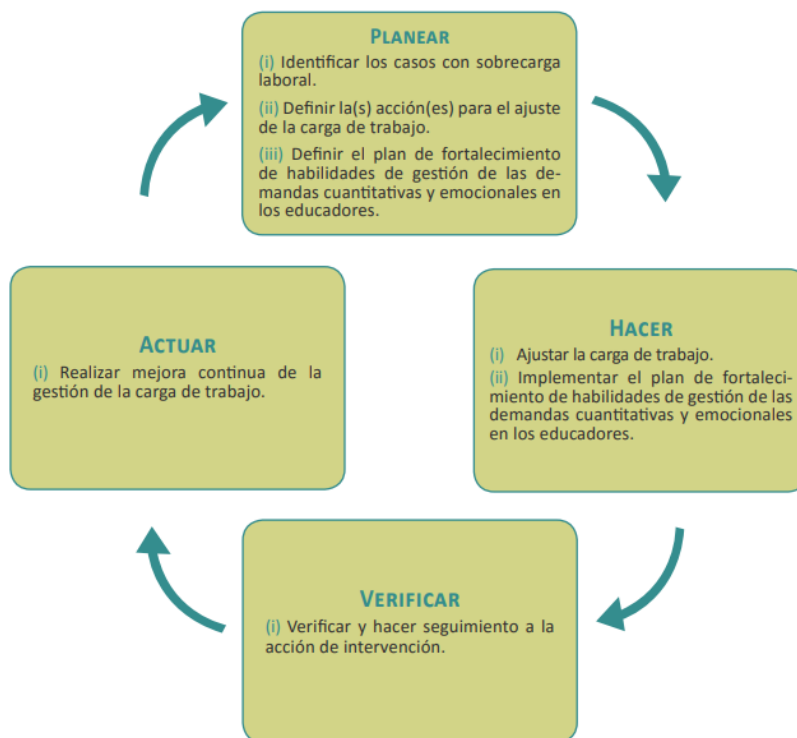 PLANEAR
(i) Identificar los casos con sobrecarga
laboral.
(ii) Definir la(s) acción(es) para el ajuste
de la carga de trabajo.
(iii) Definir el plan de fortalecimiento
de habilidades de gestión de las de-
mandas cuantitativas y emocionales en
los educadores.
HACER
(i) Ajustar la carga de trabajo.
(ii) Implementar el plan de fortaleci-
miento de habilidades de gestión de las
demandas cuantitativas y emocionales
en los educadores.
VERIFICAR
(i) Verificar y hacer seguimiento a la
acción de intervención.
ACTUAR
(i) Realizar mejora continua de la
gestión de la carga de trabajo.